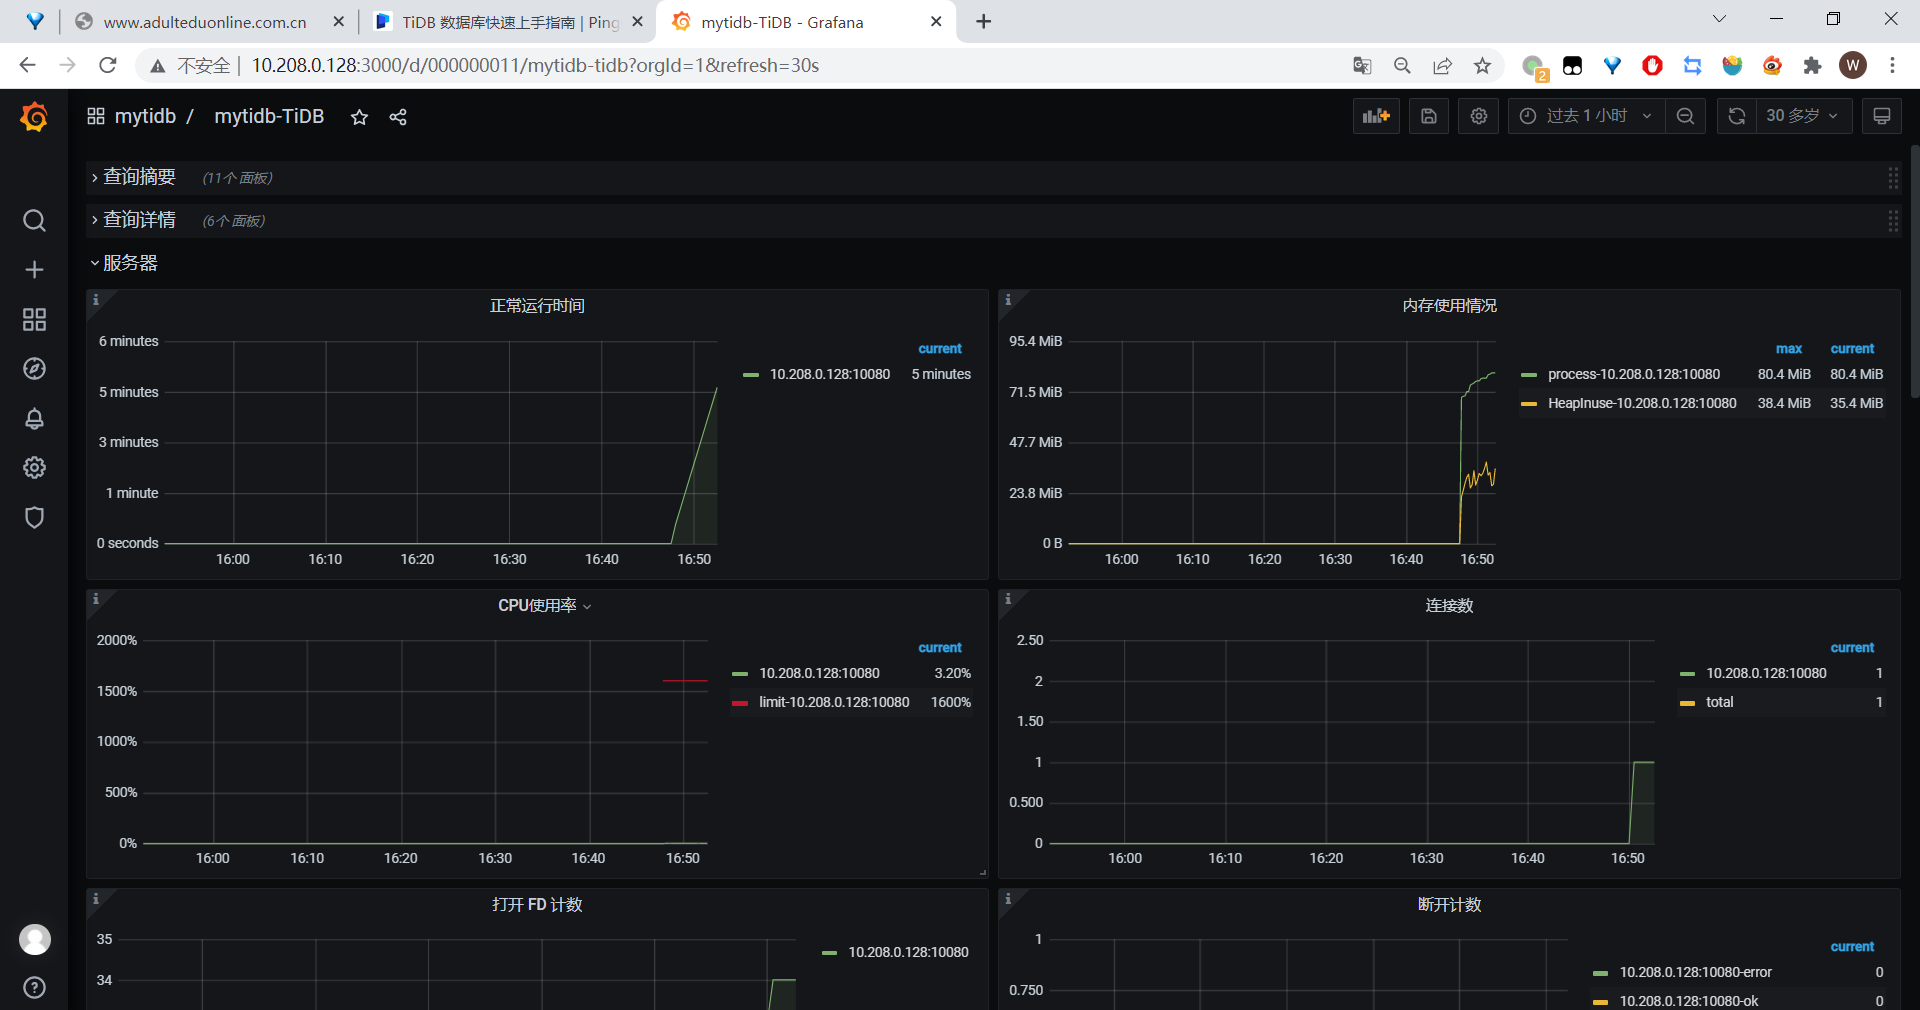 www.adulteduonline.com.cn
TiDB 数据库快速上手指南 | Ping
mytidb-TiDB - Grafana
不安全
10.208.0.128:3000/d/000000011/mytidb-tidb?orgId=1&refresh=30s
2
W
mytidb / mytidb-TiDB
过去 1 小时
30 多岁
查询摘要 (11个 面板)
查询详情 (6个 面板)
服务器
正常运行时间
6 minutes
5 minutes
3 minutes
1 minute
0 seconds
16:00 16:10 16:20 16:30 16:40 16:50
current
10.208.0.128:10080 5 minutes
内存使用情况
95.4 MiB
71.5 MiB
47.7 MiB
23.8 MiB
0 B
16:00 16:10 16:20 16:30 16:40 16:50
max current
process-10.208.0.128:10080 80.4 MiB 80.4 MiB
HeapInuse-10.208.0.128:10080 38.4 MiB 35.4 MiB
CPU使用率
2000%
1500%
1000%
500%
0%
16:00 16:10 16:20 16:30 16:40 16:50
current
10.208.0.128:10080 3.20%
limit-10.208.0.128:10080 1600%
连接数
2.50
2
1.50
1
0.500
0
16:00 16:10 16:20 16:30 16:40 16:50
current
10.208.0.128:10080 1
total 1
打开 FD 计数
35
34
10.208.0.128:10080
断开计数
1
0.750
current
10.208.0.128:10080-error 0
10.208.0.128:10080-ok 0